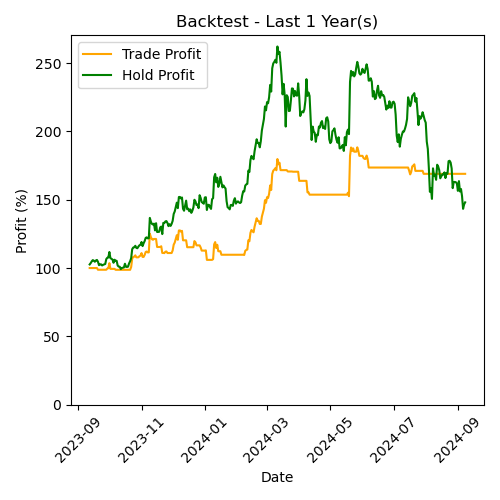 Backtest - Last 1 Year(s)
Trade Profit
Hold Profit
Profit (%)
250
200
150
100
50
0
2023-09
2023-11
2024-01
2024-03
2024-05
2024-07
2024-09
Date